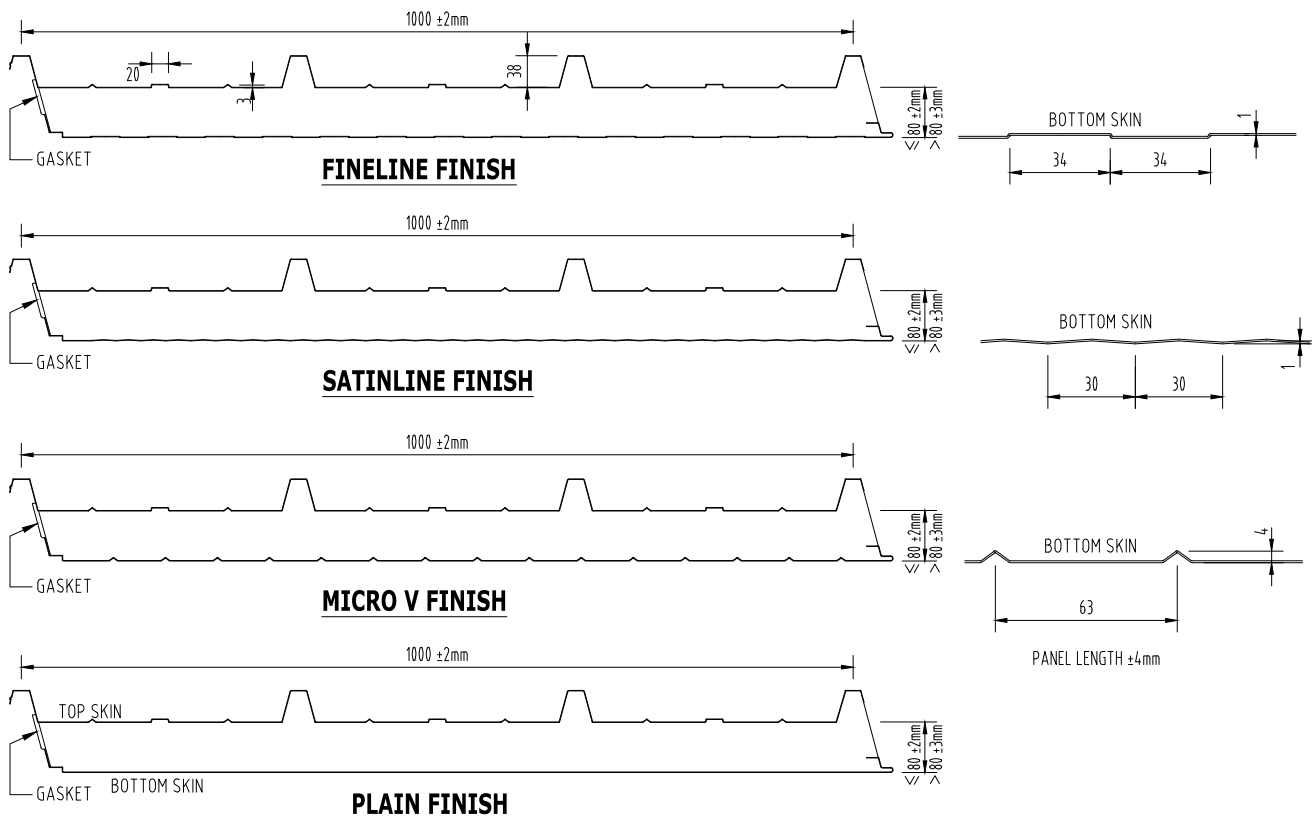 1000 ±2mm
20
3
38
≤ 80 ±2mm
> 80 ±3mm
GASKET
FINELINE FINISH
BOTTOM SKIN
1
34
34
1000 ±2mm
≤ 80 ±2mm
> 80 ±3mm
GASKET
SATINLINE FINISH
BOTTOM SKIN
1
30
30
1000 ±2mm
≤ 80 ±2mm
> 80 ±3mm
GASKET
MICRO V FINISH
BOTTOM SKIN
4
63
PANEL LENGTH ±4mm
1000 ±2mm
TOP SKIN
≤ 80 ±2mm
> 80 ±3mm
GASKET
BOTTOM SKIN
PLAIN FINISH